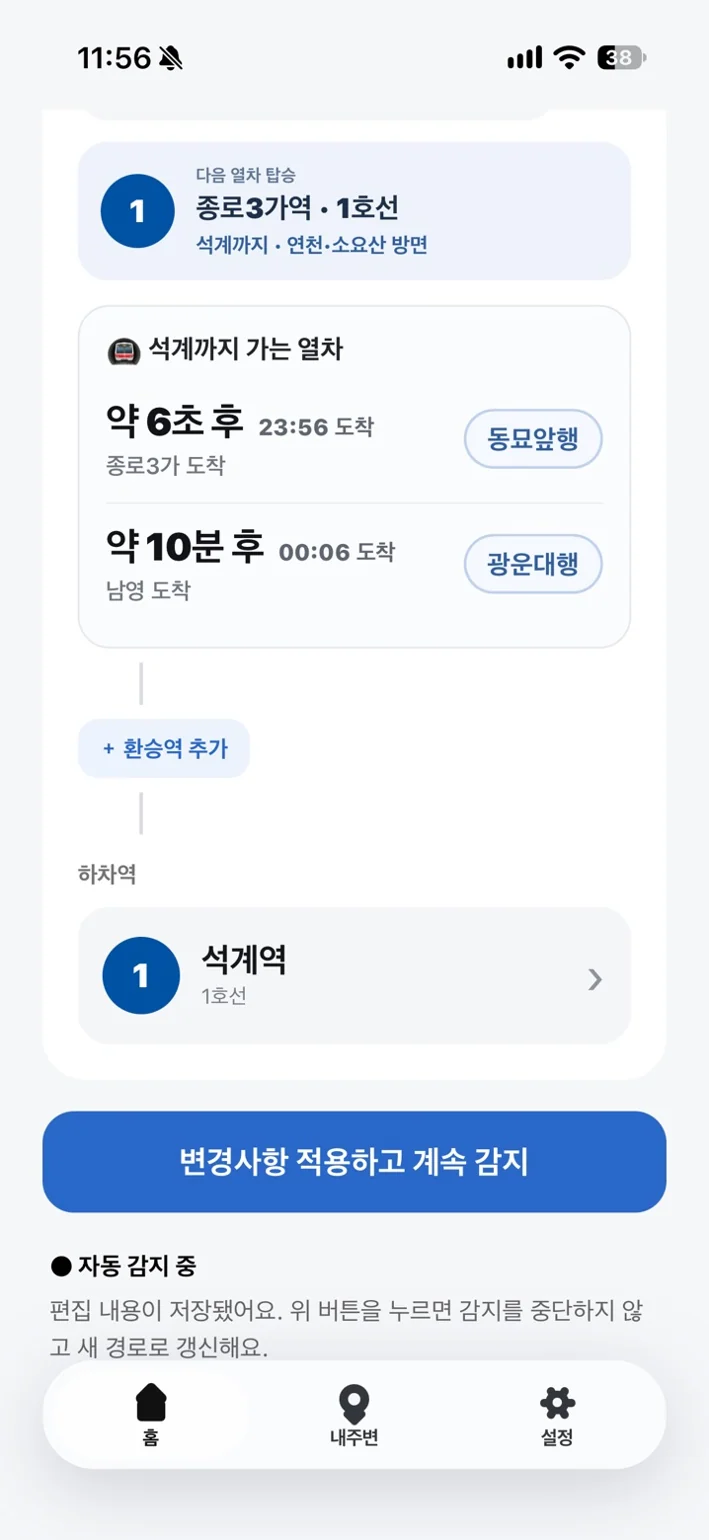 11:56
38
다음 열차 탑승
1
종로3가역 • 1호선
석계까지 • 연천·소요산 방면
석계까지 가는 열차
약 6초 후 23:56 도착
동묘앞행
종로3가 도착
약 10분 후 00:06 도착
광운대행
남영 도착
+ 환승역 추가
하차역
1
석계역
1호선
변경사항 적용하고 계속 감지
● 자동 감지 중
편집 내용이 저장됐어요. 위 버튼을 누르면 감지를 중단하지 않
고 새 경로로 갱신해요.
홈
내주변
설정